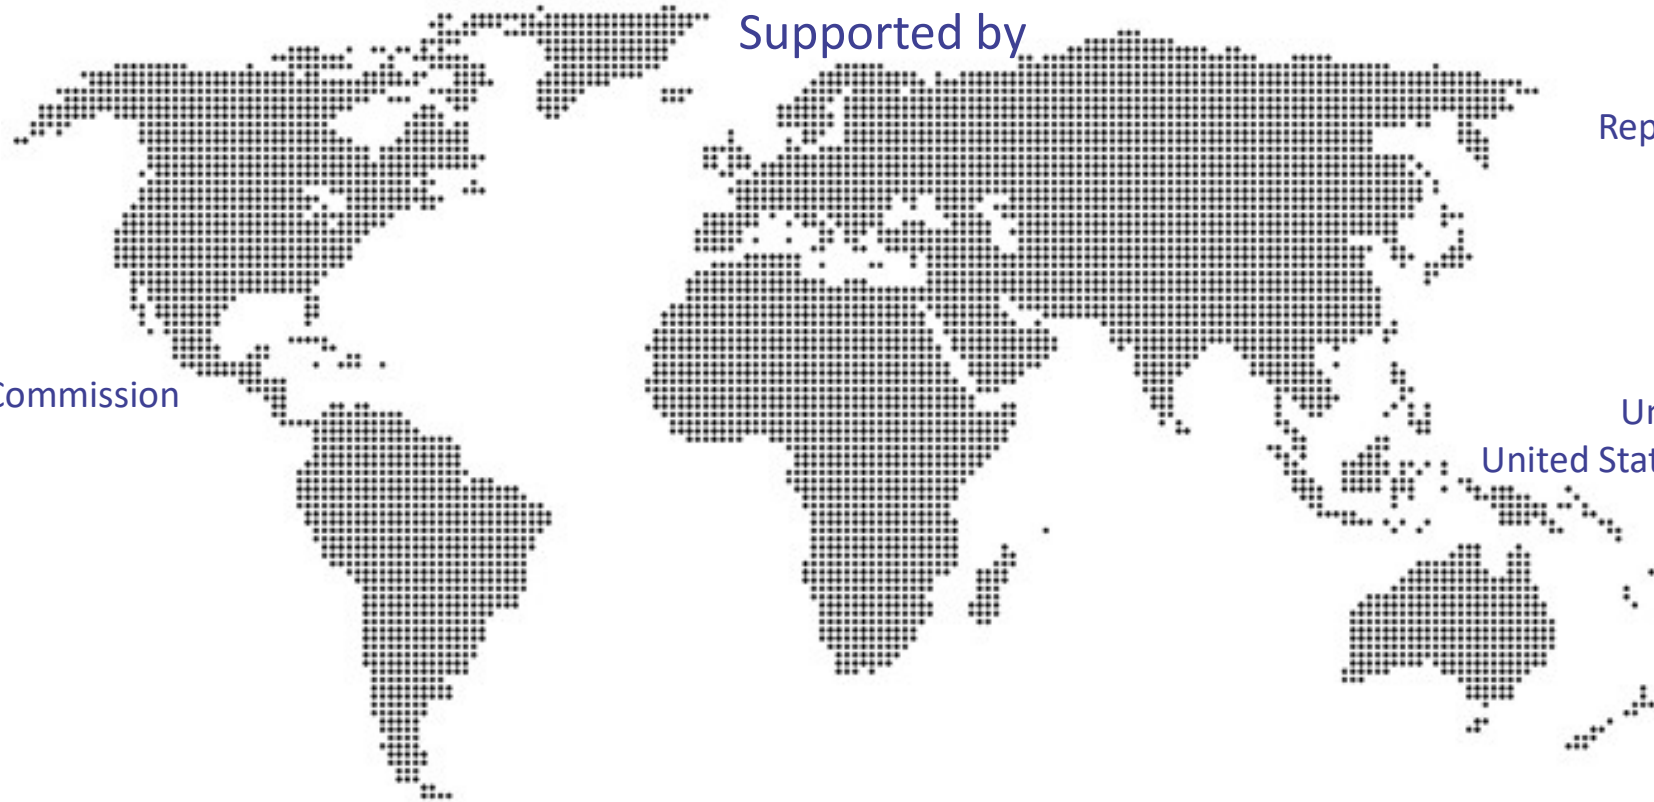 Supported by
Rep
Commission
Ur
United Stat